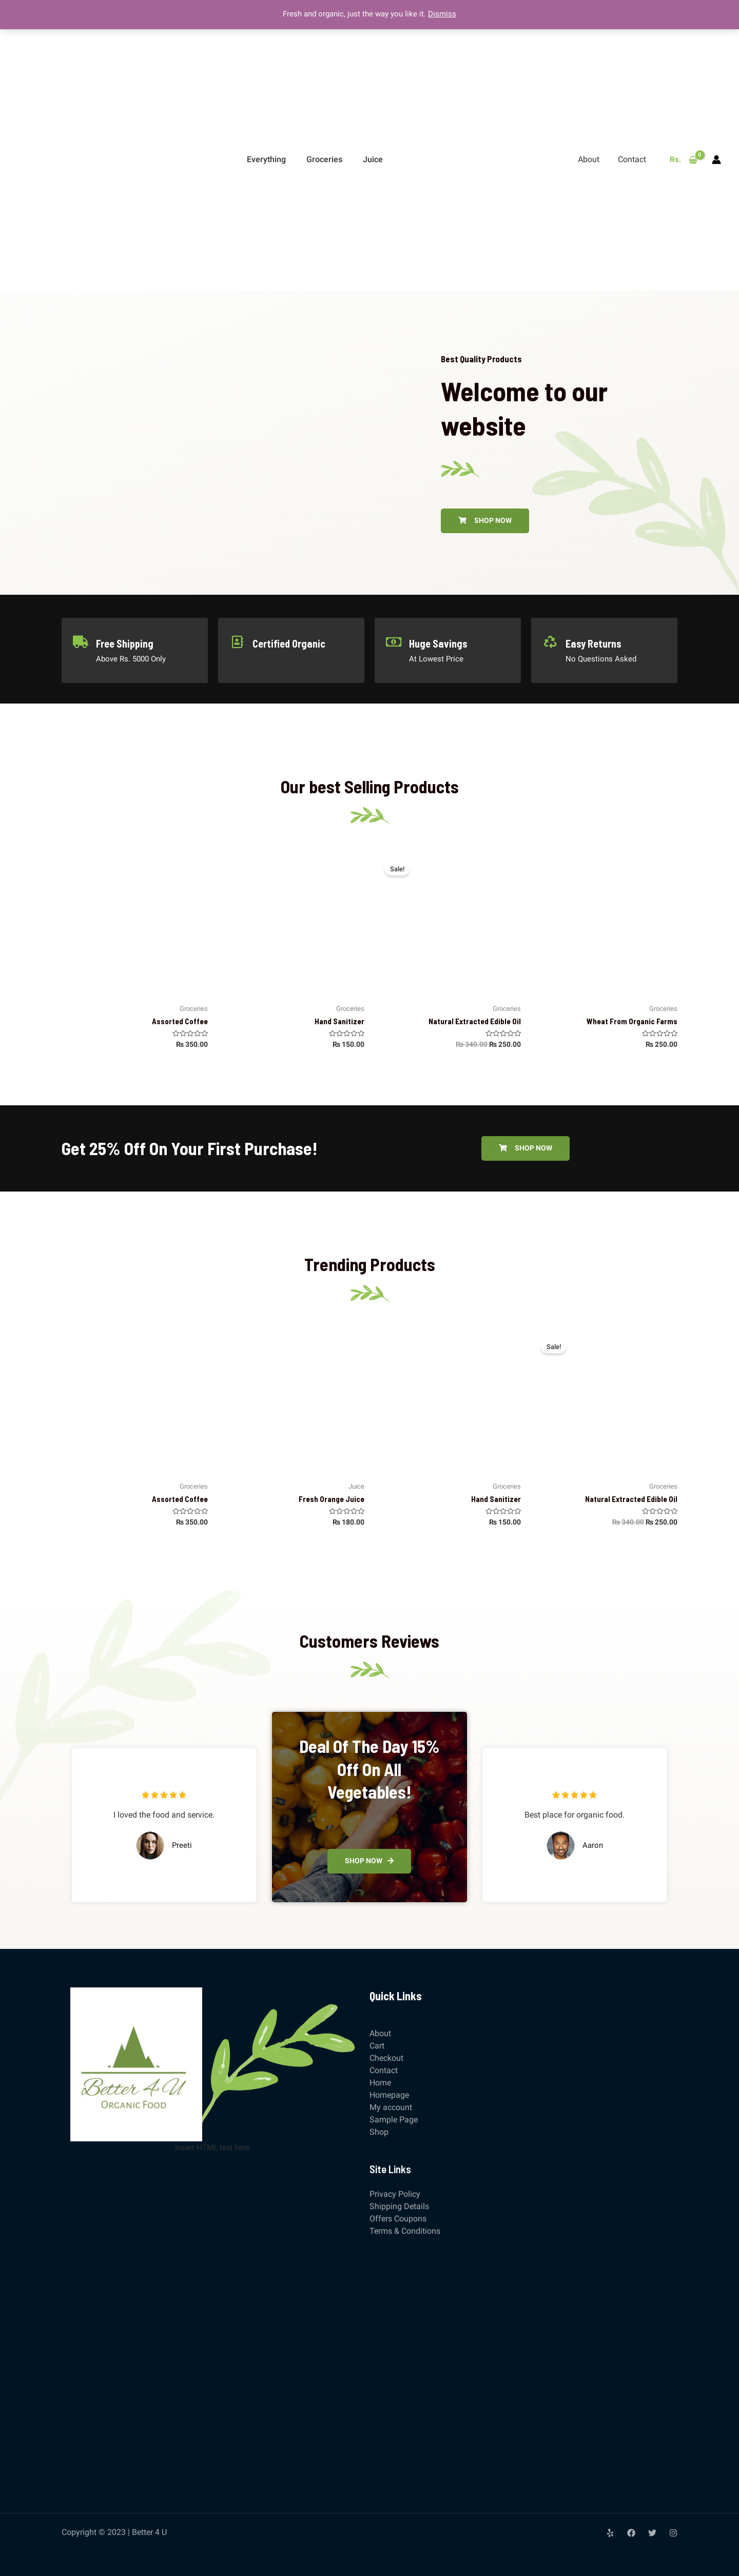 Fresh and organic, just the way you like it. Dismiss
Everything Groceries Juice
About Contact Rs. 0
Best Quality Products
Welcome to our
website
SHOP NOW
Free Shipping
Above Rs. 5000 Only
Certified Organic
Huge Savings
At Lowest Price
Easy Returns
No Questions Asked
Our best Selling Products
Sale!
Groceries
Assorted Coffee
₨ 350.00
Groceries
Hand Sanitizer
₨ 150.00
Groceries
Natural Extracted Edible Oil
₨ 340.00 ₨ 250.00
Groceries
Wheat From Organic Farms
₨ 250.00
Get 25% Off On Your First Purchase!
SHOP NOW
Trending Products
Sale!
Groceries
Assorted Coffee
₨ 350.00
Juice
Fresh Orange Juice
₨ 180.00
Groceries
Hand Sanitizer
₨ 150.00
Groceries
Natural Extracted Edible Oil
₨ 340.00 ₨ 250.00
Customers Reviews
I loved the food and service.
Preeti
Deal Of The Day 15%
Off On All
Vegetables!
SHOP NOW
Best place for organic food.
Aaron
Better 4 U
ORGANIC FOOD
Insert HTML text here
Quick Links
About
Cart
Checkout
Contact
Home
Homepage
My account
Sample Page
Shop
Site Links
Privacy Policy
Shipping Details
Offers Coupons
Terms & Conditions
Copyright © 2023 | Better 4 U